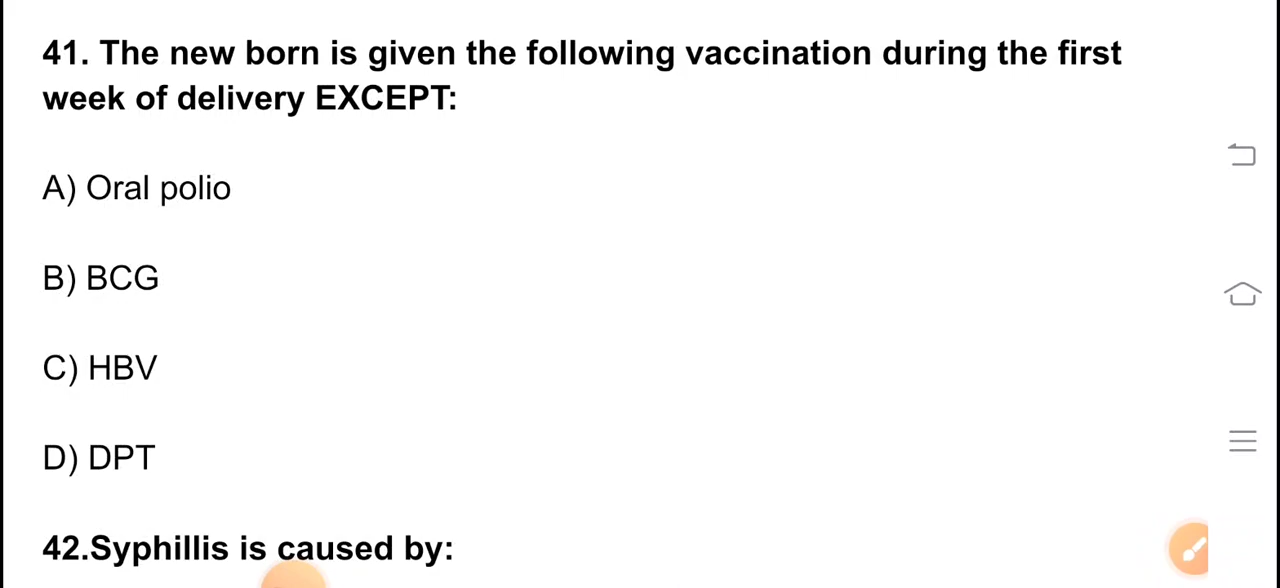 41. The new born is given the following vaccination during the first
week of delivery EXCEPT:
A) Oral polio
B) BCG
C) HBV
D) DPT
42.Syphillis is caused by: